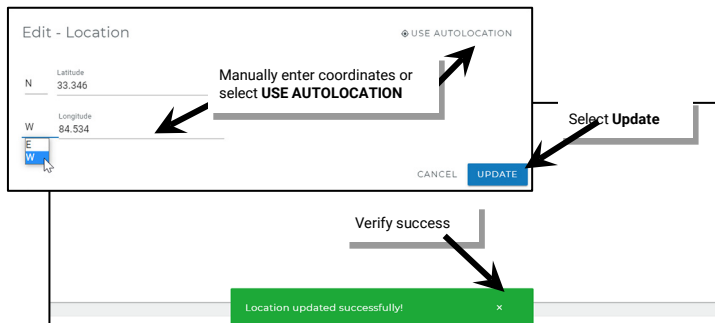 Edit - Location
USE AUTOLOCATION
Manually enter coordinates or
select USE AUTOLOCATION
Latitude
N 33.346
Longitude
W 84.534
E
W
Select Update
CANCEL UPDATE
Verify success
Location updated successfully! ×